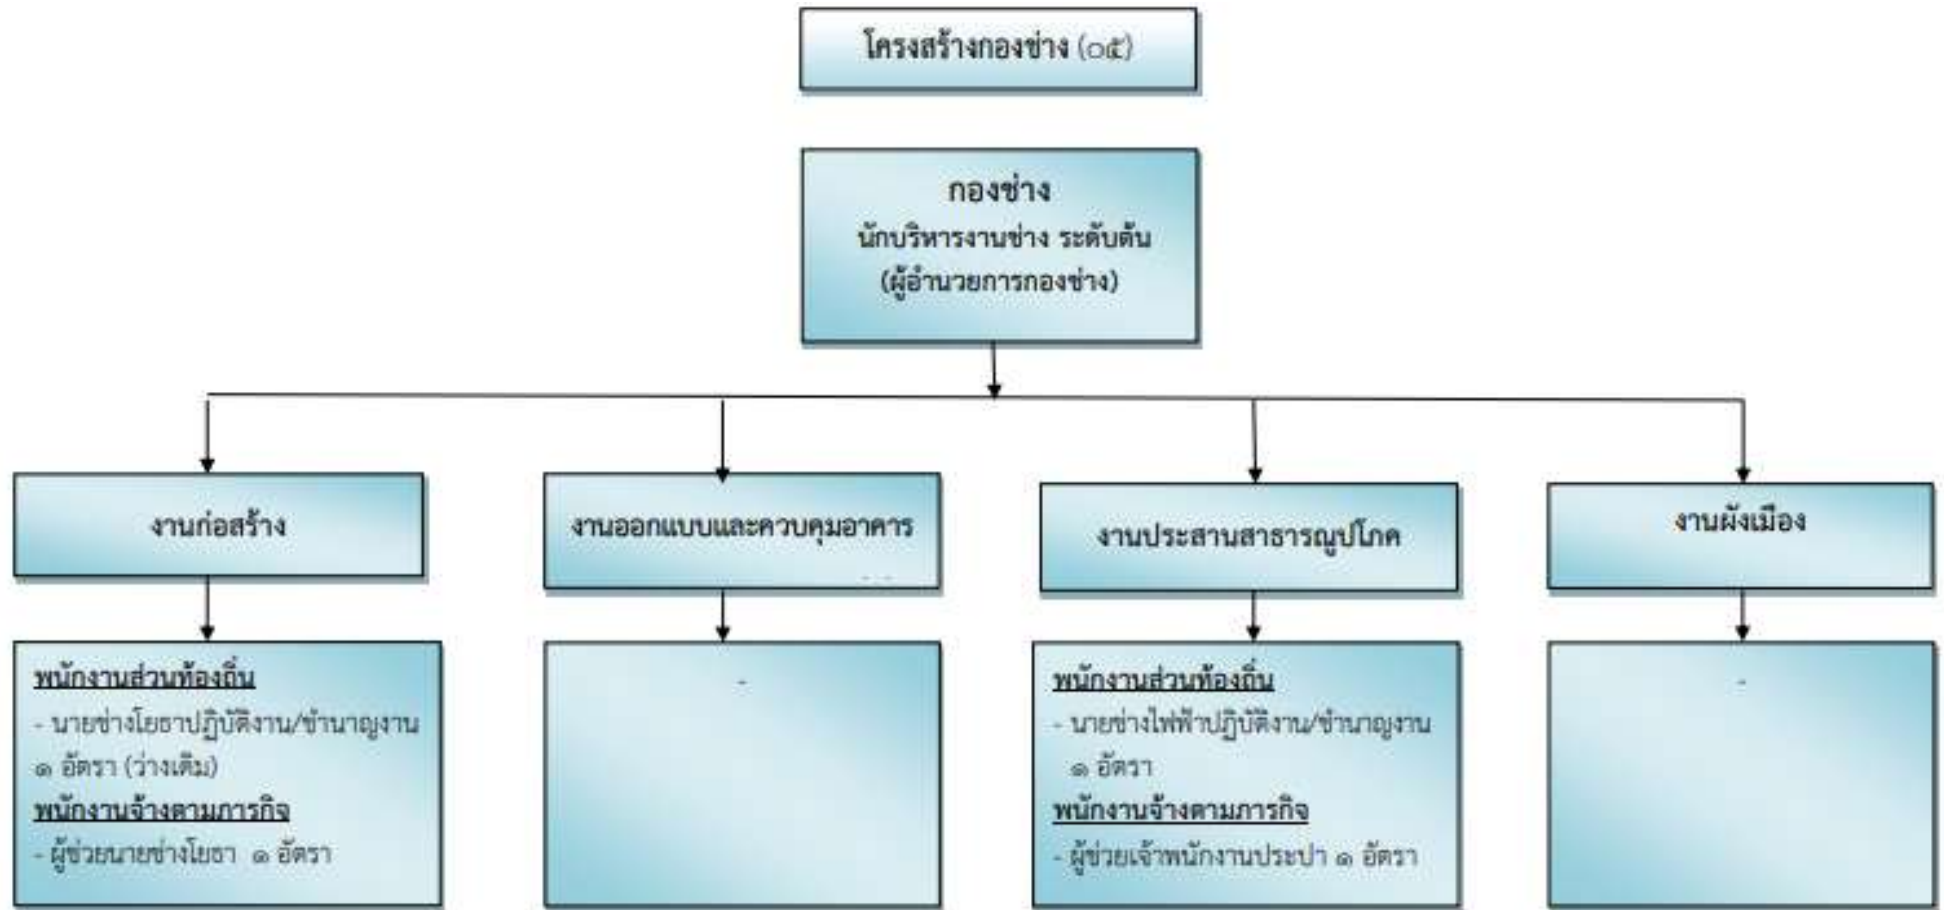 โครงสร้างกองช่าง (๐๕)
กองช่าง
นักบริหารงานช่าง ระดับต้น
(ผู้อำนวยการกองช่าง)
งานก่อสร้าง
งานออกแบบและควบคุมอาคาร
งานประสานสาธารณูปโภค
งานผังเมือง
พนักงานส่วนท้องถิ่น
- นายช่างโยธาปฏิบัติงาน/ชำนาญงาน
๑ อัตรา (ว่างเดิม)
พนักงานจ้างตามภารกิจ
- ผู้ช่วยนายช่างโยธา ๑ อัตรา
-
พนักงานส่วนท้องถิ่น
- นายช่างไฟฟ้าปฏิบัติงาน/ชำนาญงาน
๑ อัตรา
พนักงานจ้างตามภารกิจ
- ผู้ช่วยเจ้าพนักงานประปา ๑ อัตรา
-